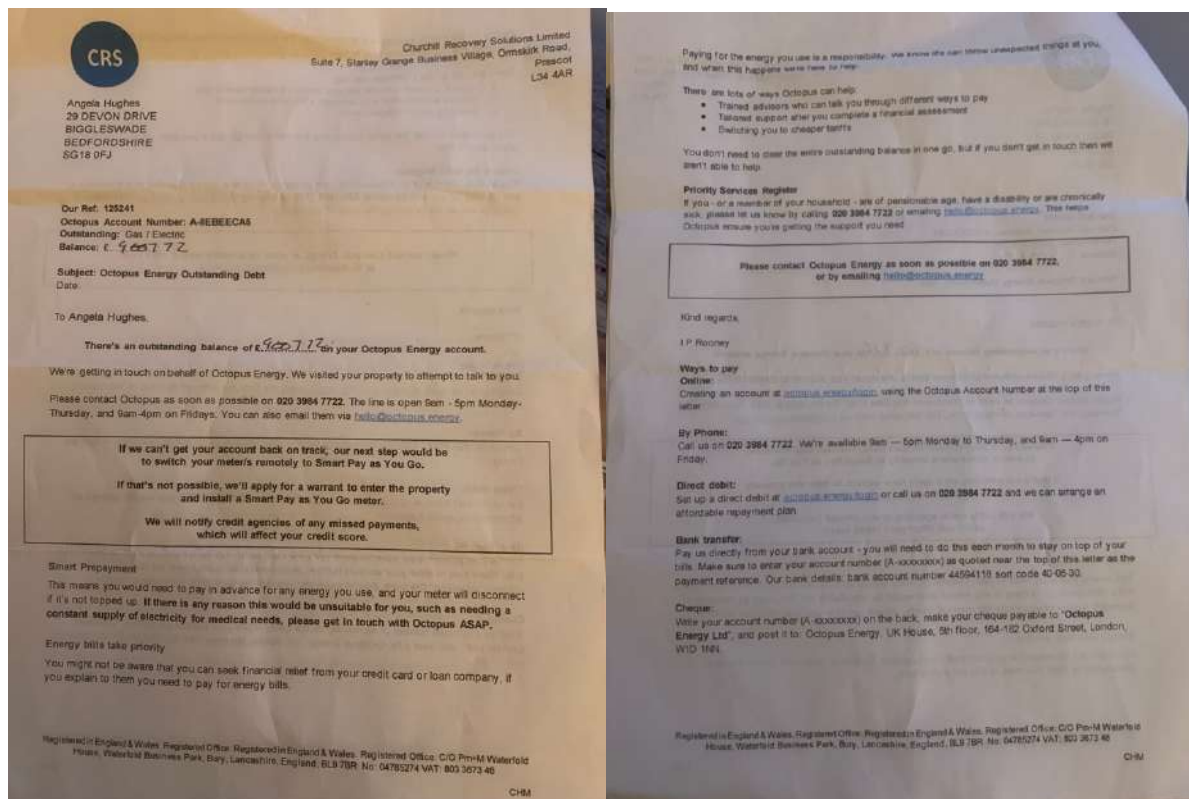 CRS
Churchill Recovery Solutions Limited
Suite 7, Stanley Grange Business Village, Ormskirk Road,
Prescot
L34 4AR
Angela Hughes
29 DEVON DRIVE
BIGGLESWADE
BEDFORDSHIRE
SG18 0FJ
Our Ref: 125241
Octopus Account Number: A-8EBEECA5
Outstanding: Gas / Electric
Balance: £
Subject: Octopus Energy Outstanding Debt
Date:
To Angela Hughes,
There's an outstanding balance of £ on your Octopus Energy account.
We're getting in touch on behalf of Octopus Energy. We visited your property to attempt to talk to you.
Please contact Octopus as soon as possible on 020 3984 7722. The line is open 9am - 5pm Monday-
Thursday, and 9am-4pm on Fridays. You can also email them via hello@octopus.energy.
If we can't get your account back on track, our next step would be
to switch your meter/s remotely to Smart Pay as You Go.
If that's not possible, we'll apply for a warrant to enter the property
and install a Smart Pay as You Go meter.
We will notify credit agencies of any missed payments,
which will affect your credit score.
Smart Prepayment
This means you would need to pay in advance for any energy you use, and your meter will disconnect
if it's not topped up. If there is any reason this would be unsuitable for you, such as needing a
constant supply of electricity for medical needs, please get in touch with Octopus ASAP.
Energy bills take priority
You might not be aware that you can seek financial relief from your credit card or loan company, if
you explain to them you need to pay for energy bills.
Registered in England & Wales. Registered Office: Registered in England & Wales. Registered Office: C/O Pm+M Waterfold
House, Waterfold Business Park, Bury, Lancashire, England, BL9 7BR. No: 04785274 VAT: 803 3673 46
CHM
Paying for the energy you use is a responsibility. We know life can throw unexpected things at you,
and when this happens we're here to help.
There are lots of ways Octopus can help:
• Trained advisors who can talk you through different ways to pay
• Tailored support after you complete a financial assessment
• Switching you to cheaper tariffs
You don't need to clear the entire outstanding balance in one go, but if you don't get in touch then will
aren't able to help.
Priority Services Register
If you - or a member of your household - are of pensionable age, have a disability or are chronically
sick, please let us know by calling 020 3984 7722 or emailing hello@octopus.energy. This helps
Octopus ensure you're getting the support you need
Please contact Octopus Energy as soon as possible on 020 3984 7722,
or by emailing hello@octopus.energy
Kind regards,
I P Rooney
Ways to pay
Online:
Creating an account at octopus.energy/login, using the Octopus Account Number at the top of this
letter
By Phone:
Call us on 020 3984 7722. We're available 9am — 5pm Monday to Thursday, and 9am — 4pm on
Friday.
Direct debit:
Set up a direct debit at octopus.energy/login or call us on 020 3984 7722 and we can arrange an
affordable repayment plan
Bank transfer:
Pay us directly from your bank account - you will need to do this each month to stay on top of your
bills. Make sure to enter your account number (A-xxxxxxxx) as quoted near the top of this letter as the
payment reference. Our bank details: bank account number 44694118 sort code 40-05-30.
Cheque:
Write your account number (A-xxxxxxxx) on the back, make your cheque payable to "Octopus
Energy Ltd", and post it to: Octopus Energy, UK House, 5th floor, 164-182 Oxford Street, London,
W1D 1NN.
Registered in England & Wales. Registered Office: Registered in England & Wales. Registered Office: C/O Pm+M Waterfold
House, Waterfold Business Park, Bury, Lancashire, England, BL9 7BR. No: 04785274 VAT: 803 3673 46
CHM